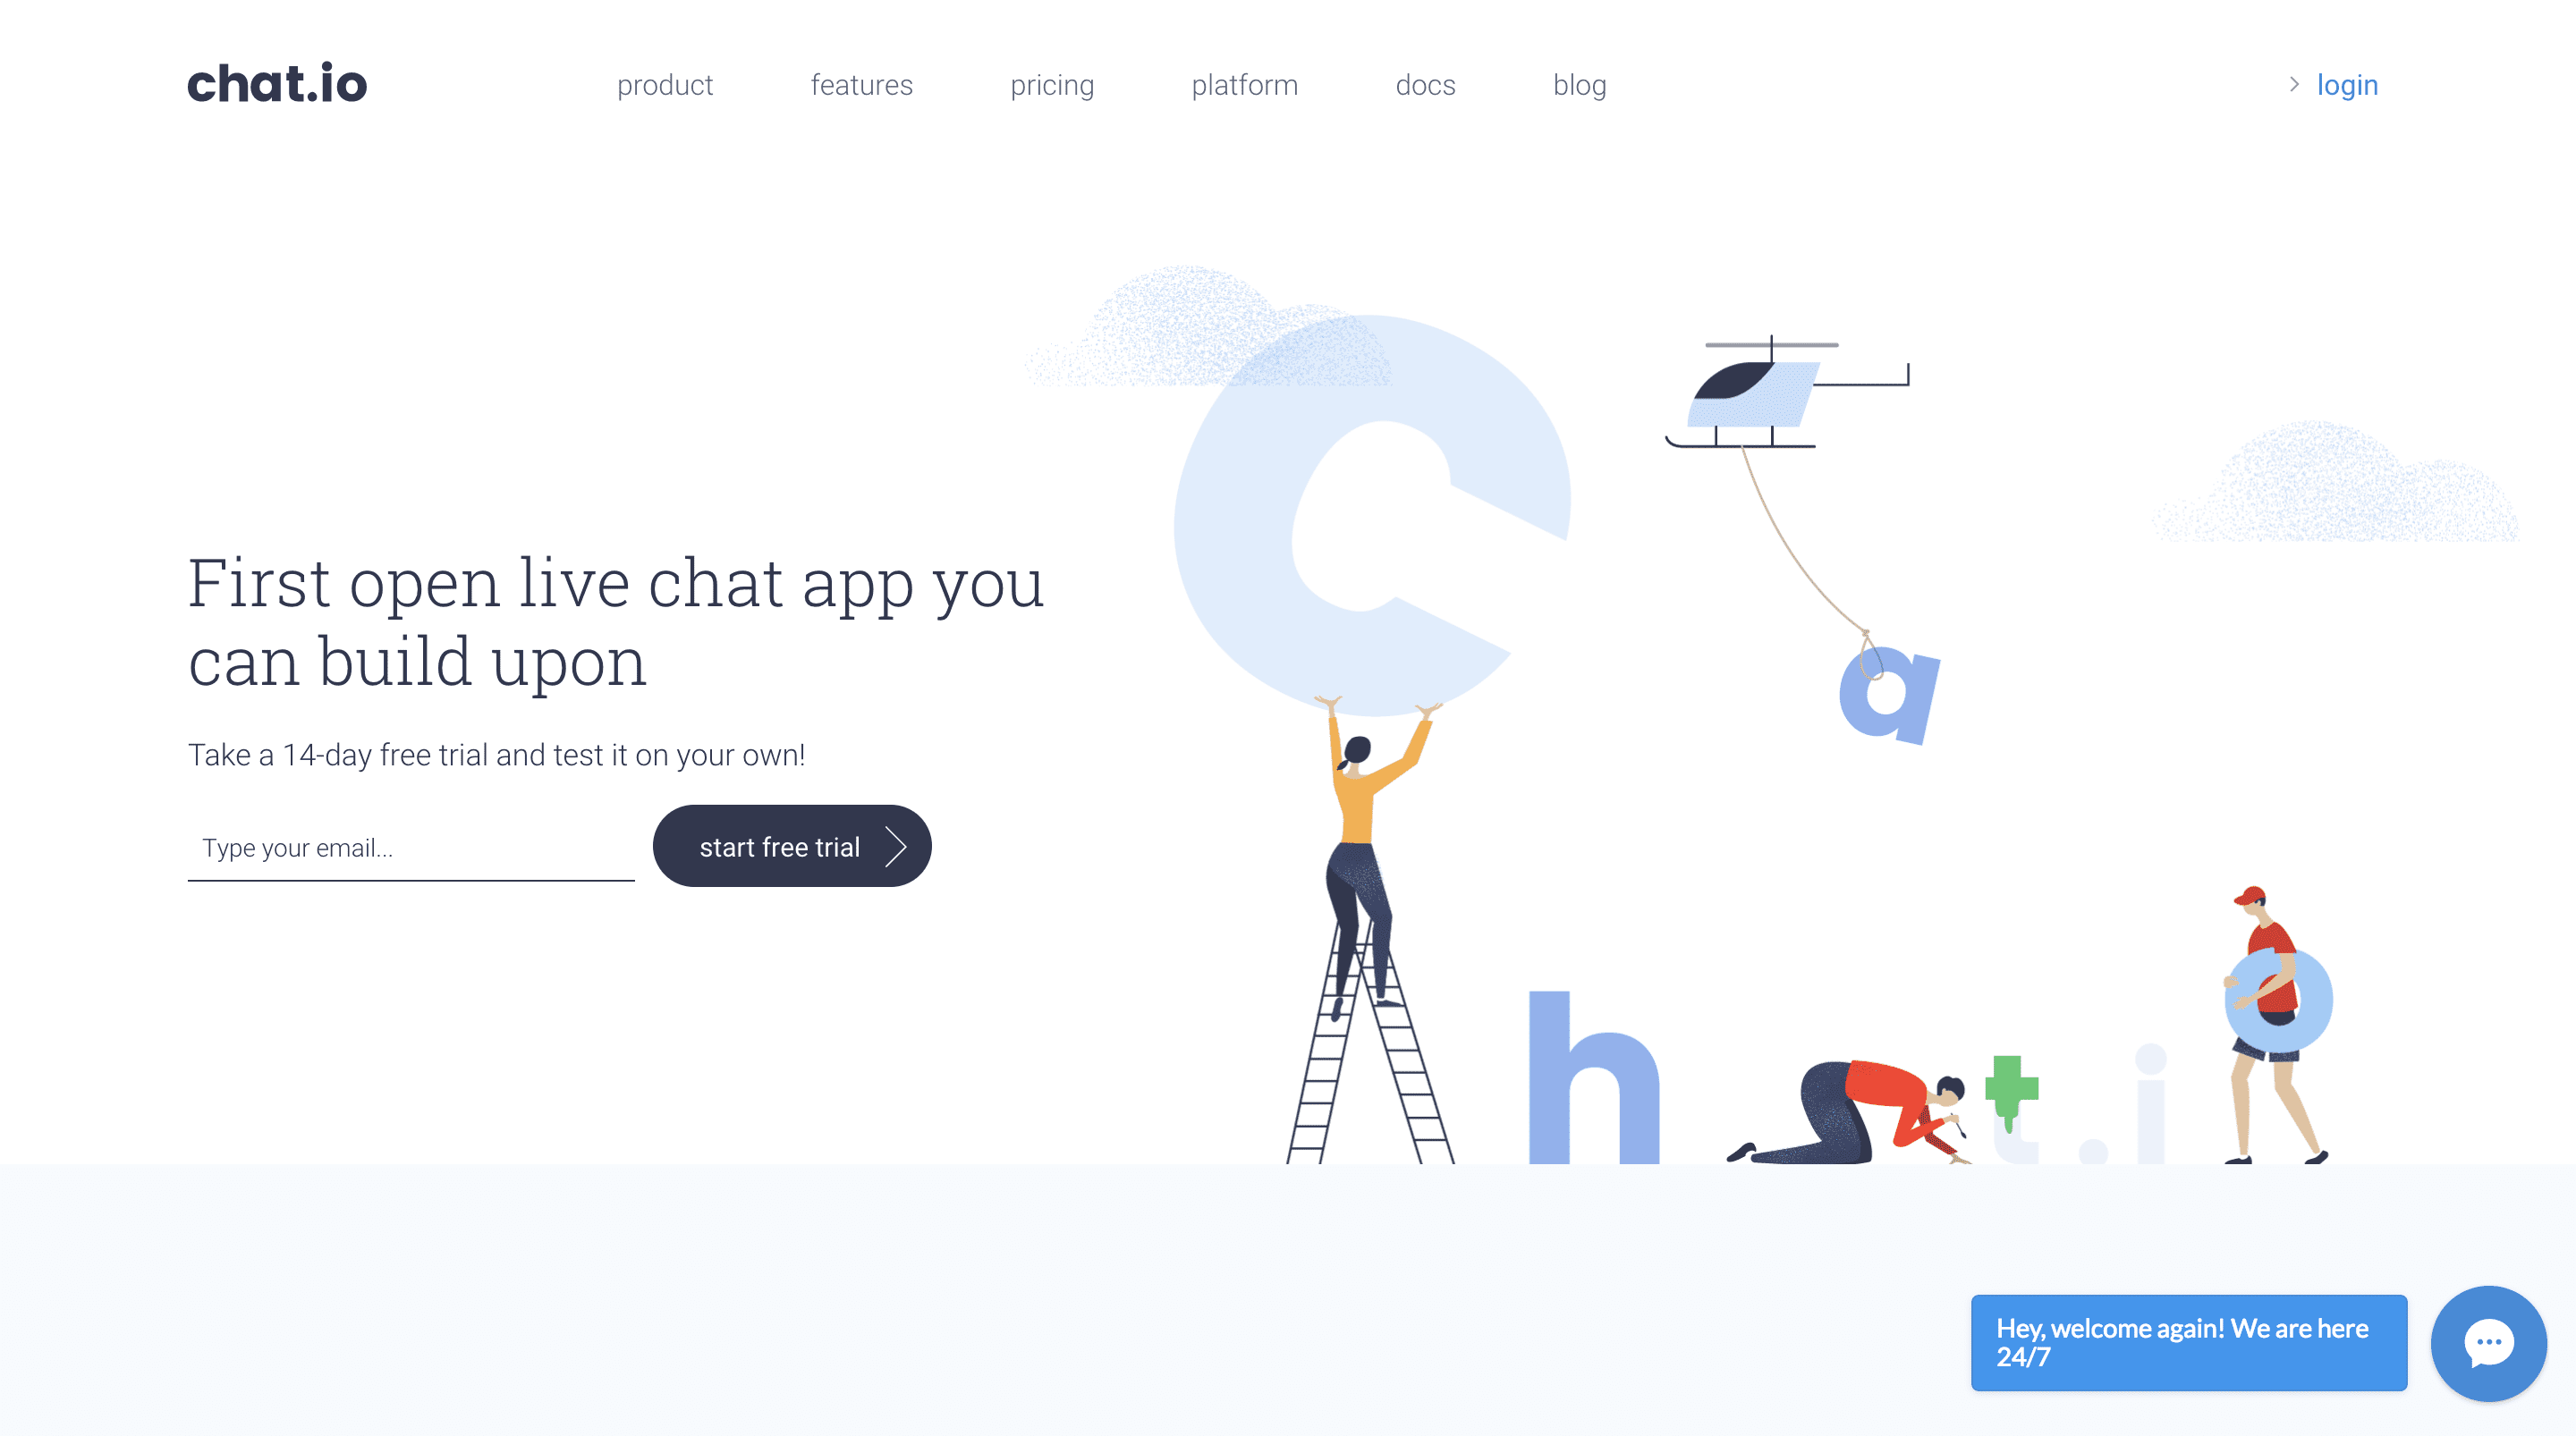 chat.io
product
features
pricing
platform
docs
blog
login
First open live chat app you
can build upon
Take a 14-day free trial and test it on your own!
Type your email...
start free trial
C
a
h
t
.
i
o
Hey, welcome again! We are here
24/7